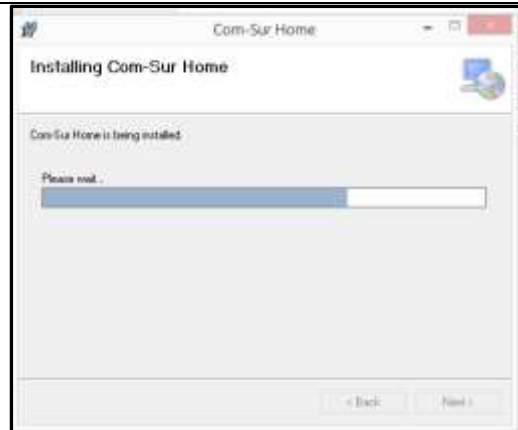 Com-Sur Home
Installing Com-Sur Home
Com-Sur Home is being installed.
Please wait...
< Back
Next >